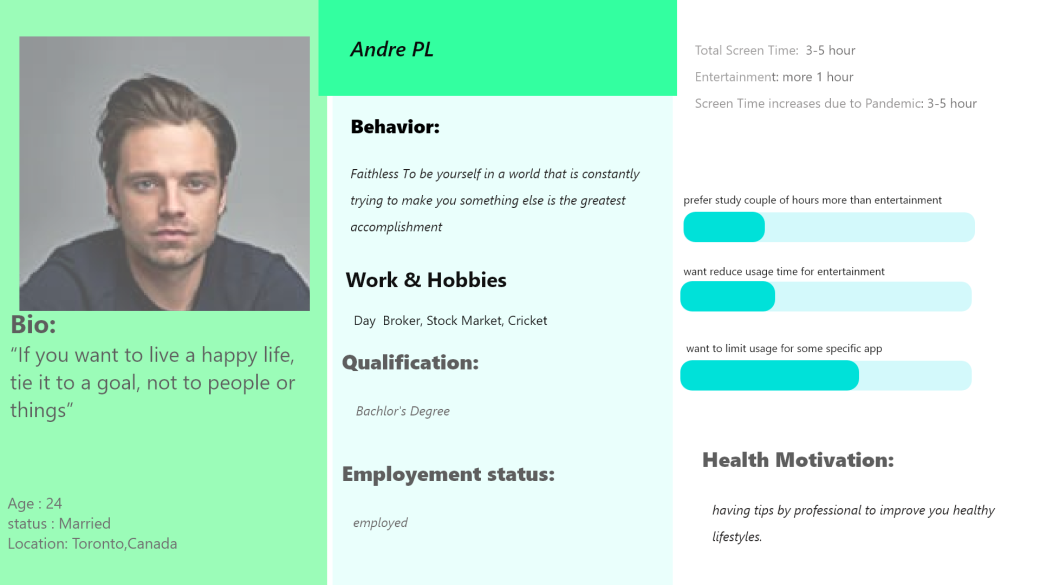 Bio:
“If you want to live a happy life,
tie it to a goal, not to people or
things”
Age : 24
status : Married
Location: Toronto,Canada
Andre PL
Behavior:
Faithless To be yourself in a world that is constantly
trying to make you something else is the greatest
accomplishment
Work & Hobbies
Day Broker, Stock Market, Cricket
Qualification:
Bachlor's Degree
Employement status:
employed
Total Screen Time: 3-5 hour
Entertainment: more 1 hour
Screen Time increases due to Pandemic: 3-5 hour
prefer study couple of hours more than entertainment
want reduce usage time for entertainment
want to limit usage for some specific app
Health Motivation:
having tips by professional to improve you healthy
lifestyles.